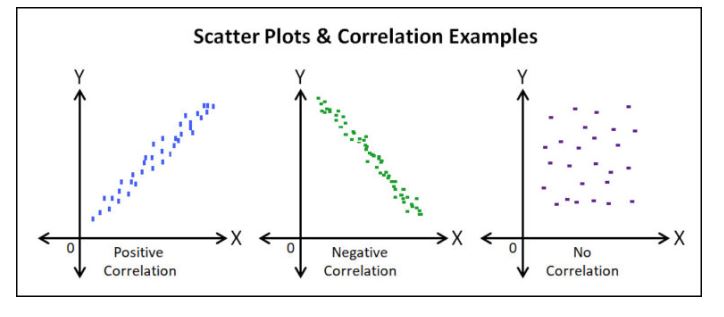 Scatter Plots & Correlation Examples
Y
X
0
Positive
Correlation
Y
X
0
Negative
Correlation
Y
X
0
No
Correlation